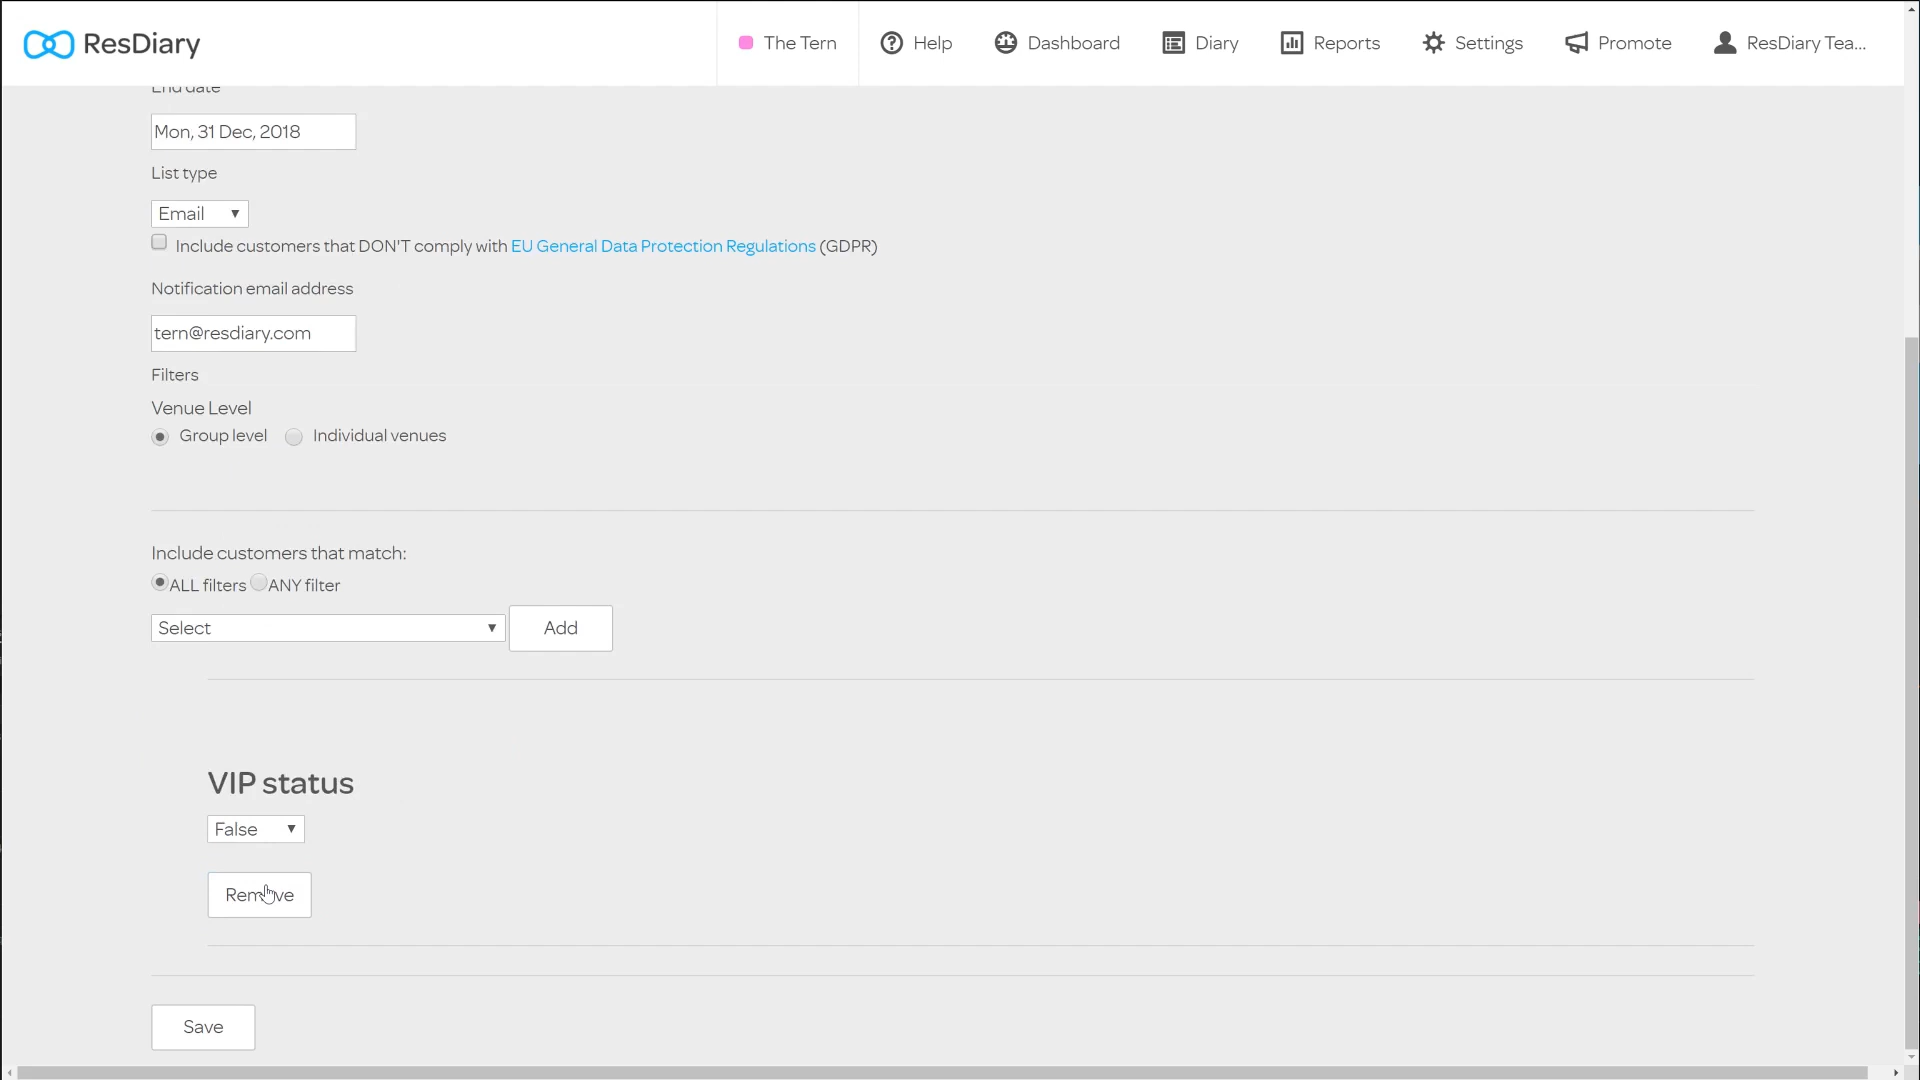 ResDiary
The Tern
Help
Dashboard
Diary
Reports
Settings
Promote
ResDiary Tea...
End date
Mon, 31 Dec, 2018
List type
Email
Include customers that DON'T comply with EU General Data Protection Regulations (GDPR)
Notification email address
tern@resdiary.com
Filters
Venue Level
Group level Individual venues
Include customers that match:
ALL filters ANY filter
Select
Add
VIP status
False
Remove
Save